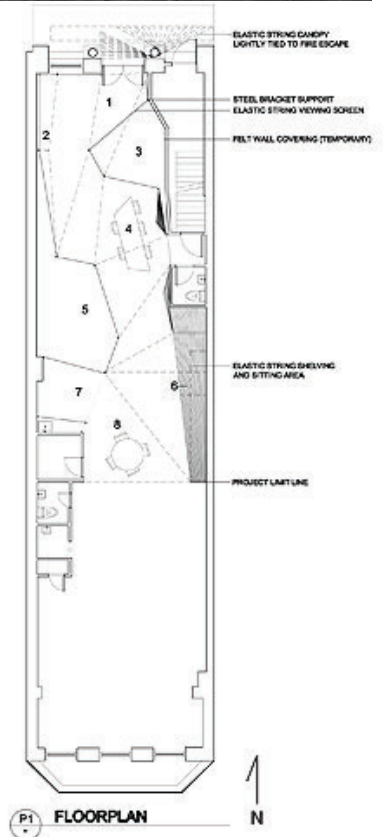 ELASTIC STRING CANOPY
LIGHTLY TIED TO FIRE ESCAPE
STEEL BRACKET SUPPORT
ELASTIC STRING VIEWING SCREEN
FELT WALL COVERING (TEMPORARY)
1
2
3
4
5
ELASTIC STRING SHELVING
AND SITTING AREA
6
7
8
PROJECT LIMIT LINE
P1
FLOORPLAN
N